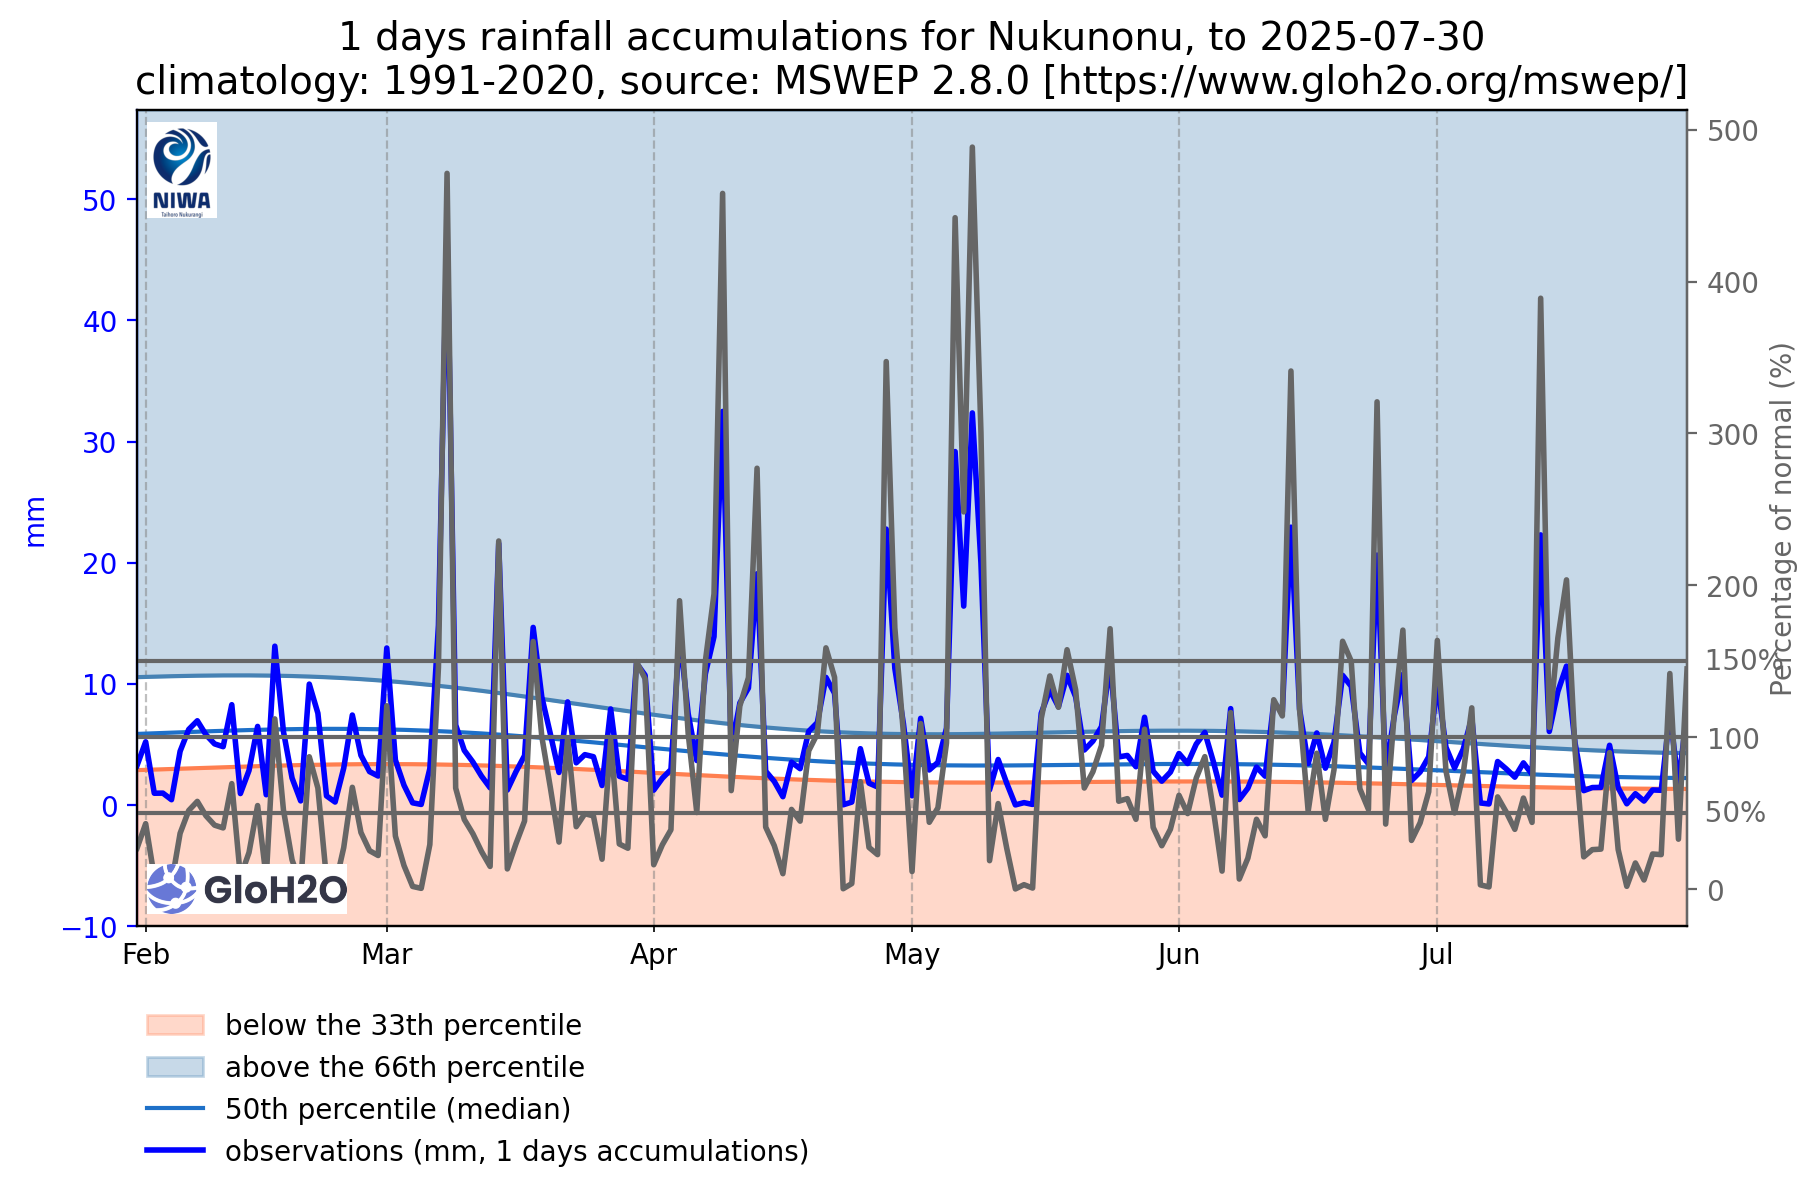 1 days rainfall accumulations for Nukunonu, to 2025-07-30
climatology: 1991-2020, source: MSWEP 2.8.0 [https://www.gloh2o.org/mswep/]
NIWA
Taihoro Nukurangi
mm
50
40
30
20
10
0
−10
500
400
300
200
150%
100
50%
0
Percentage of normal (%)
GloH2O
Feb
Mar
Apr
May
Jun
Jul
below the 33th percentile
above the 66th percentile
50th percentile (median)
observations (mm, 1 days accumulations)